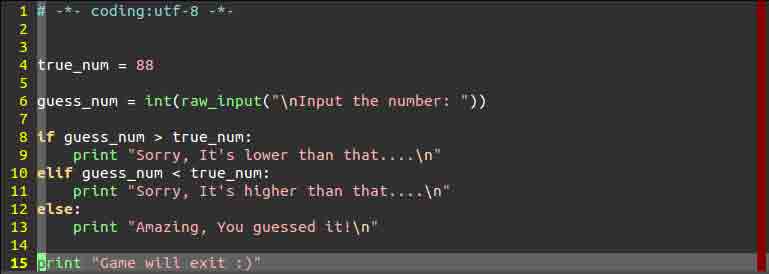 1 # -*- coding:utf-8 -*-
2
3
4 true_num = 88
5
6 guess_num = int(raw_input("\nInput the number: "))
7
8 if guess_num > true_num:
9     print "Sorry, It's lower than that....\n"
10 elif guess_num < true_num:
11     print "Sorry, It's higher than that....\n"
12 else:
13     print "Amazing, You guessed it!\n"
14
15 print "Game will exit :)"